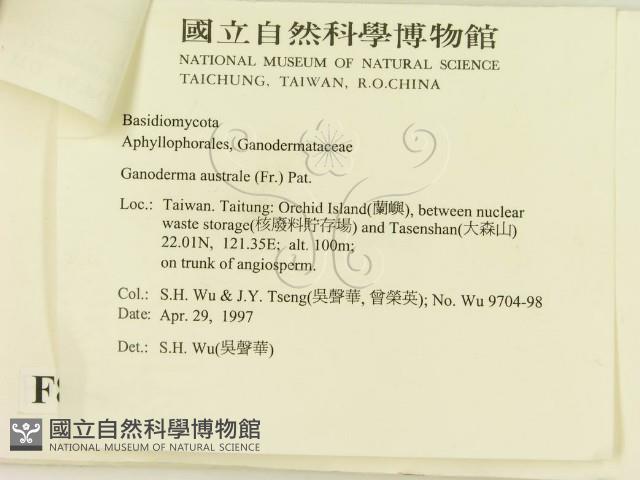 國立自然科學博物館
NATIONAL MUSEUM OF NATURAL SCIENCE
TAICHUNG, TAIWAN, R.O.CHINA
Basidiomycota
Aphyllophorales, Ganodermataceae
Ganoderma australe (Fr.) Pat.
Loc.: Taiwan. Taitung: Orchid Island(蘭嶼), between nuclear
waste storage(核廢料貯存場) and Tasenshan(大森山)
22.01N, 121.35E; alt. 100m;
on trunk of angiosperm.
Col.: S.H. Wu & J.Y. Tseng(吳聲華, 曾榮英); No. Wu 9704-98
Date: Apr. 29, 1997
Det.: S.H. Wu(吳聲華)
國立自然科學博物館
NATIONAL MUSEUM OF NATURAL SCIENCE